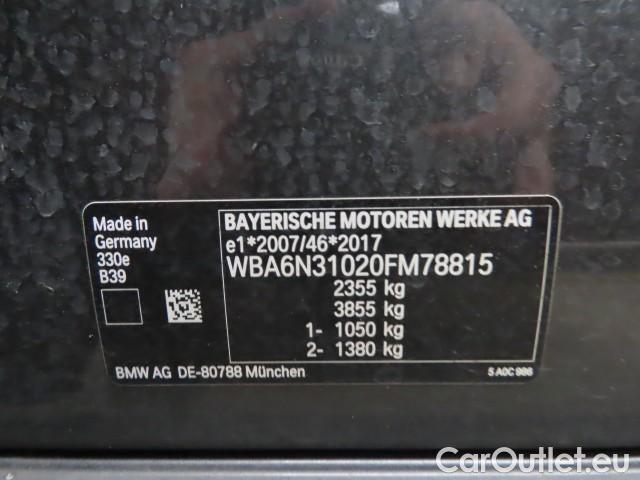 Made in
Germany
330e
B39
BAYERISCHE MOTOREN WERKE AG
e1*2007/46*2017
WBA6N31020FM78815
2355 kg
3855 kg
1- 1050 kg
2- 1380 kg
BMW AG DE-80788 München
CarOutlet.eu